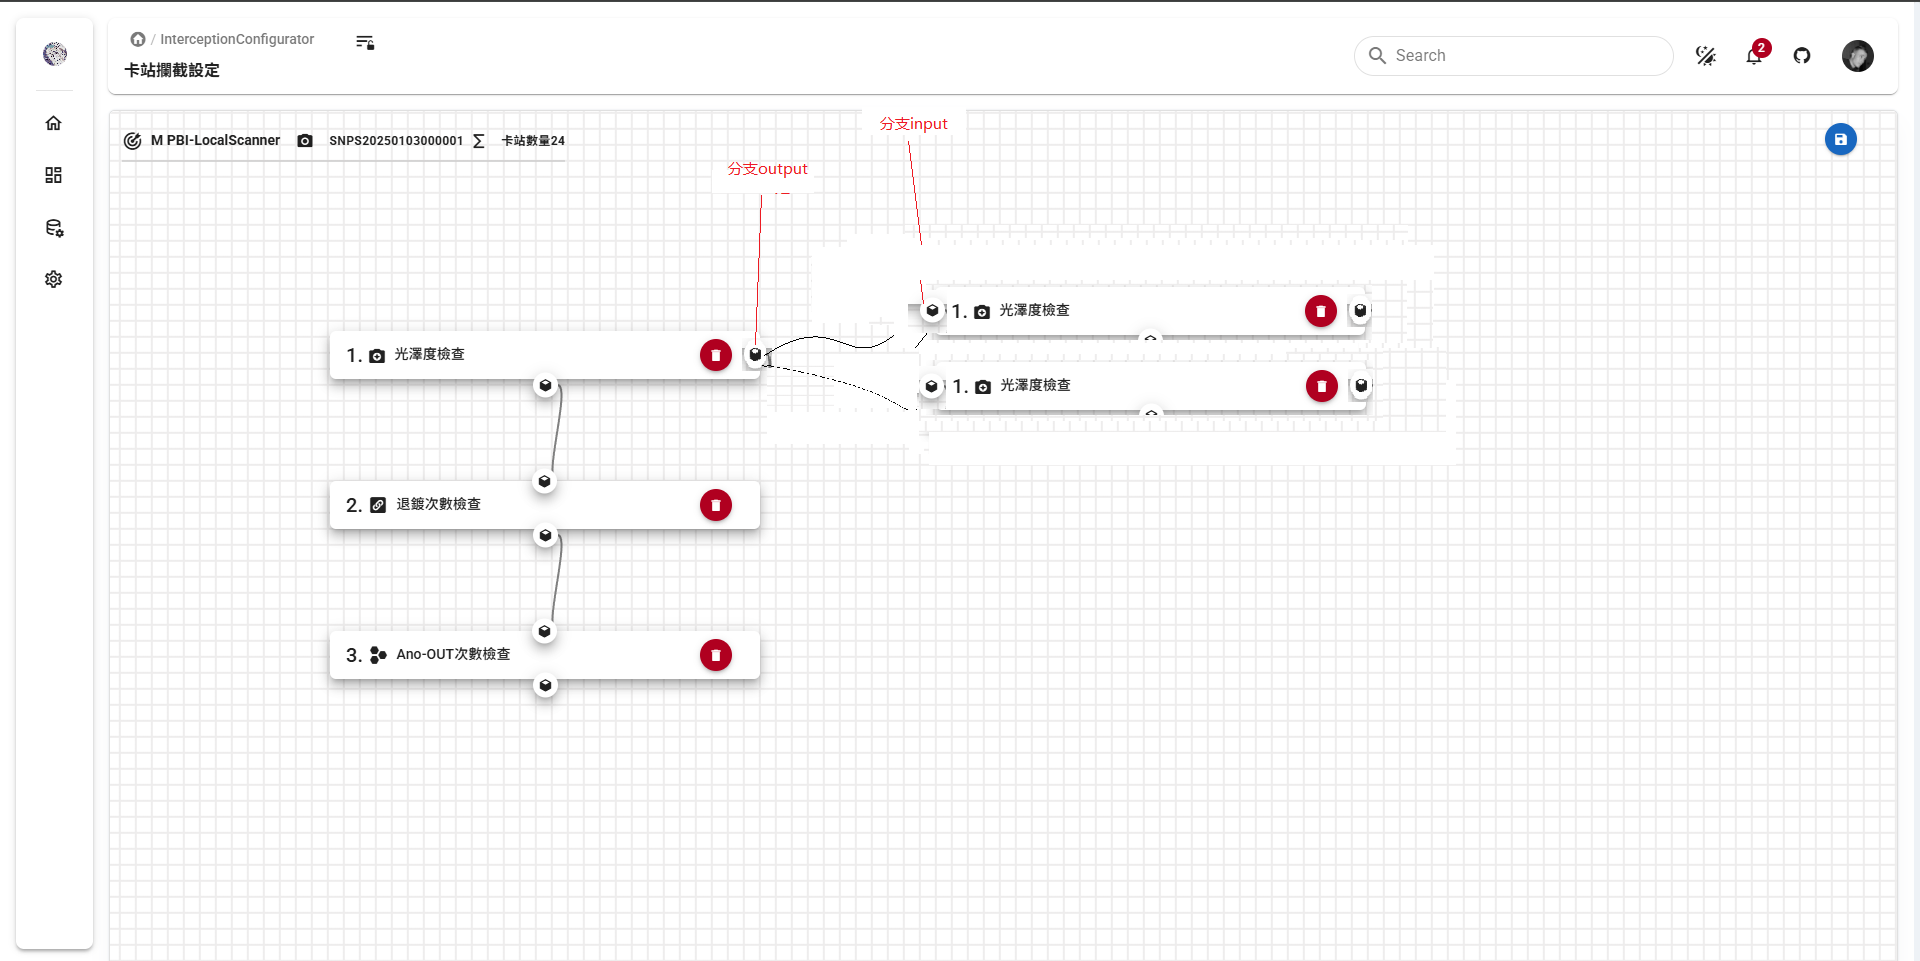 / InterceptionConfigurator
卡站攔截設定
Search
2
M PBI-LocalScanner SNPS20250103000001 卡站數量24
分支input
分支output
1. 光澤度檢查
1. 光澤度檢查
1. 光澤度檢查
2. 退鍍次數檢查
3. Ano-OUT次數檢查